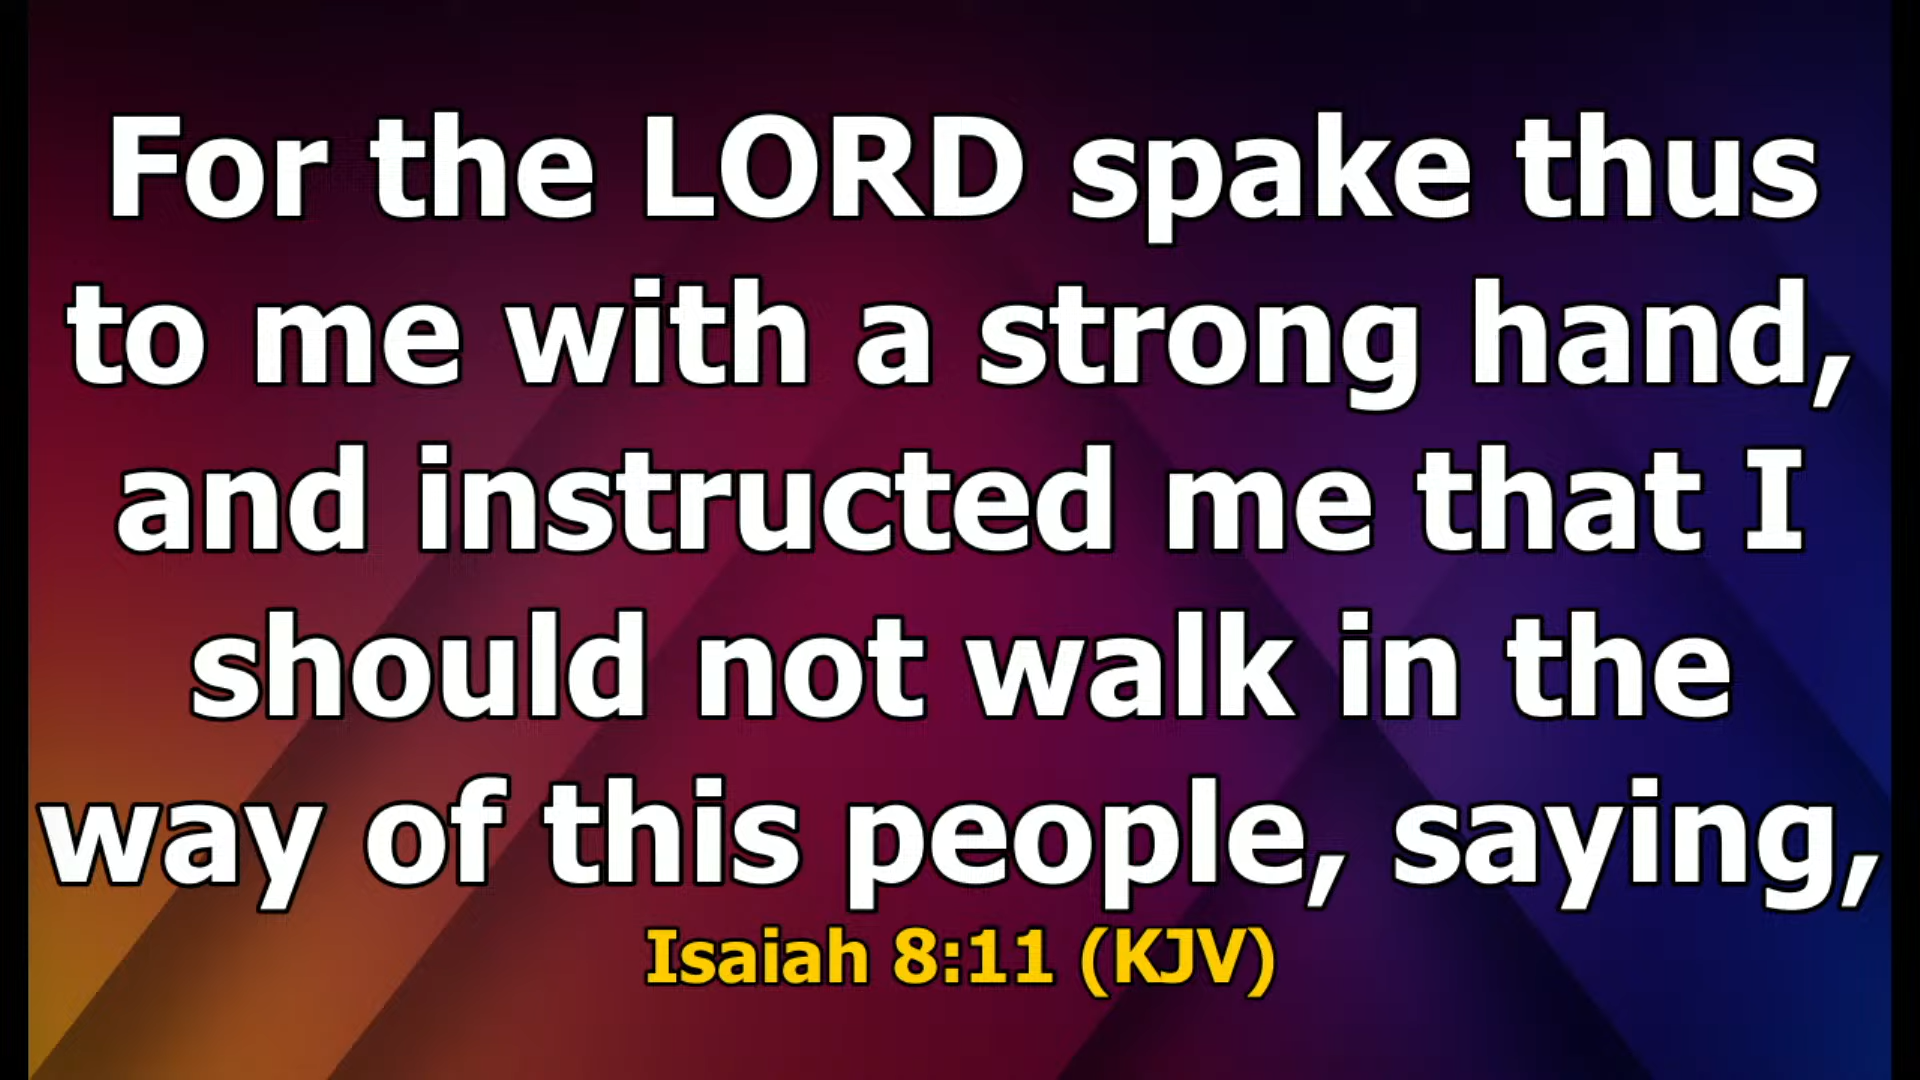 For the LORD spake thus
to me with a strong hand,
and instructed me that I
should not walk in the
way of this people, saying,
Isaiah 8:11 (KJV)